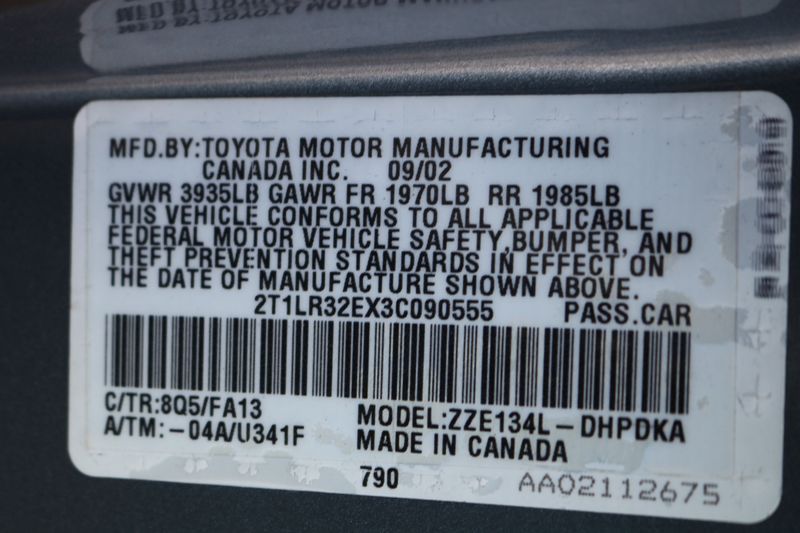 MFD.BY:TOYOTA MOTOR MANUFACTURING
CANADA INC. 09/02
GVWR 3935LB GAWR FR 1970LB RR 1985LB
THIS VEHICLE CONFORMS TO ALL APPLICABLE
FEDERAL MOTOR VEHICLE SAFETY,BUMPER, AND
THEFT PREVENTION STANDARDS IN EFFECT ON
THE DATE OF MANUFACTURE SHOWN ABOVE.
2T1LR32EX3C090555 PASS.CAR
C/TR:8Q5/FA13 MODEL:ZZE134L-DHPDKA
A/TM:-04A/U341F MADE IN CANADA
790 AA02112675